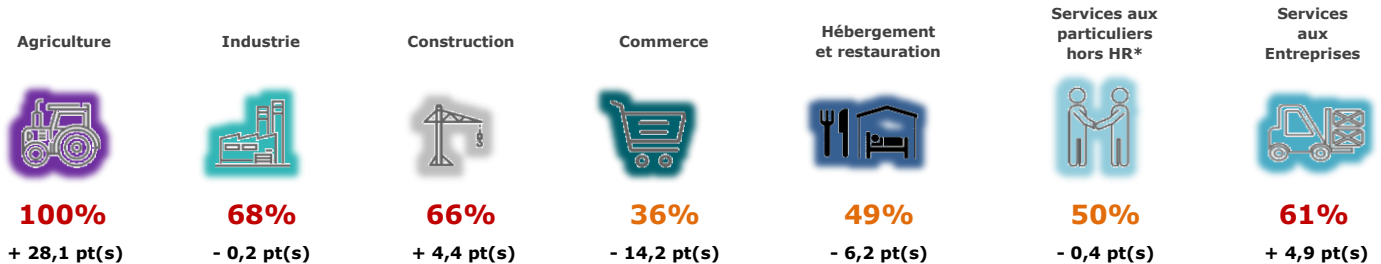 Agriculture
Industrie
Construction
Commerce
Hébergement
et restauration
Services aux
particuliers
hors HR*
Services
aux
Entreprises
100%
68%
66%
36%
49%
50%
61%
+ 28,1 pt(s)
- 0,2 pt(s)
+ 4,4 pt(s)
- 14,2 pt(s)
- 6,2 pt(s)
- 0,4 pt(s)
+ 4,9 pt(s)